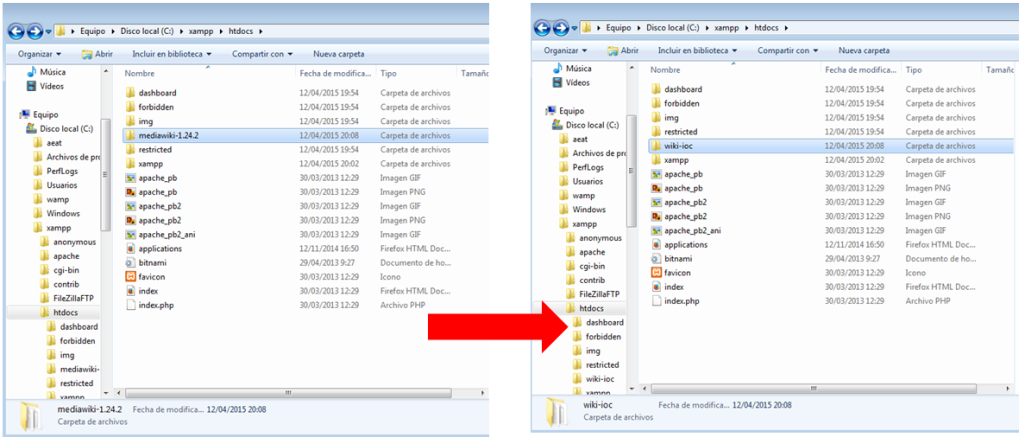 Equipo Disco local (C:) xampp htdocs
Organizar Abrir Incluir en biblioteca Compartir con Nueva carpeta
Música
Vídeos
Equipo
Disco local (C:)
aeat
Archivos de pro
PerfLogs
Usuarios
wamp
Windows
xampp
anonymous
apache
cgi-bin
contrib
FileZillaFTP
htdocs
dashboard
forbidden
img
mediawiki-
restricted
xampp
Nombre Fecha de modifica... Tipo Tamaño
dashboard 12/04/2015 19:54 Carpeta de archivos
forbidden 12/04/2015 19:54 Carpeta de archivos
img 12/04/2015 19:54 Carpeta de archivos
mediawiki-1.24.2 12/04/2015 20:08 Carpeta de archivos
restricted 12/04/2015 19:54 Carpeta de archivos
xampp 12/04/2015 20:02 Carpeta de archivos
apache_pb 30/03/2013 12:29 Imagen GIF
apache_pb 30/03/2013 12:29 Imagen PNG
apache_pb2 30/03/2013 12:29 Imagen GIF
apache_pb2 30/03/2013 12:29 Imagen PNG
apache_pb2_ani 30/03/2013 12:29 Imagen GIF
applications 12/11/2014 16:50 Firefox HTML Doc...
bitnami 29/04/2013 9:27 Documento de ho...
favicon 30/03/2013 12:29 Icono
index 30/03/2013 12:29 Firefox HTML Doc...
index.php 30/03/2013 12:29 Archivo PHP
mediawiki-1.24.2 Fecha de modifica... 12/04/2015 20:08
Carpeta de archivos
Equipo Disco local (C:) xampp htdocs
Organizar Abrir Incluir en biblioteca Compartir con Nueva carpeta
Música
Vídeos
Equipo
Disco local (C:)
aeat
Archivos de pro
PerfLogs
Usuarios
wamp
Windows
xampp
anonymous
apache
cgi-bin
contrib
FileZillaFTP
htdocs
dashboard
forbidden
img
restricted
wiki-ioc
xampp
Nombre Fecha de modifica... Tipo Tamaño
dashboard 12/04/2015 19:54 Carpeta de archivos
forbidden 12/04/2015 19:54 Carpeta de archivos
img 12/04/2015 19:54 Carpeta de archivos
restricted 12/04/2015 19:54 Carpeta de archivos
wiki-ioc 12/04/2015 20:08 Carpeta de archivos
xampp 12/04/2015 20:02 Carpeta de archivos
apache_pb 30/03/2013 12:29 Imagen GIF
apache_pb 30/03/2013 12:29 Imagen PNG
apache_pb2 30/03/2013 12:29 Imagen GIF
apache_pb2 30/03/2013 12:29 Imagen PNG
apache_pb2_ani 30/03/2013 12:29 Imagen GIF
applications 12/11/2014 16:50 Firefox HTML Doc...
bitnami 29/04/2013 9:27 Documento de ho...
favicon 30/03/2013 12:29 Icono
index 30/03/2013 12:29 Firefox HTML Doc...
index.php 30/03/2013 12:29 Archivo PHP
wiki-ioc Fecha de modifica... 12/04/2015 20:08
Carpeta de archivos